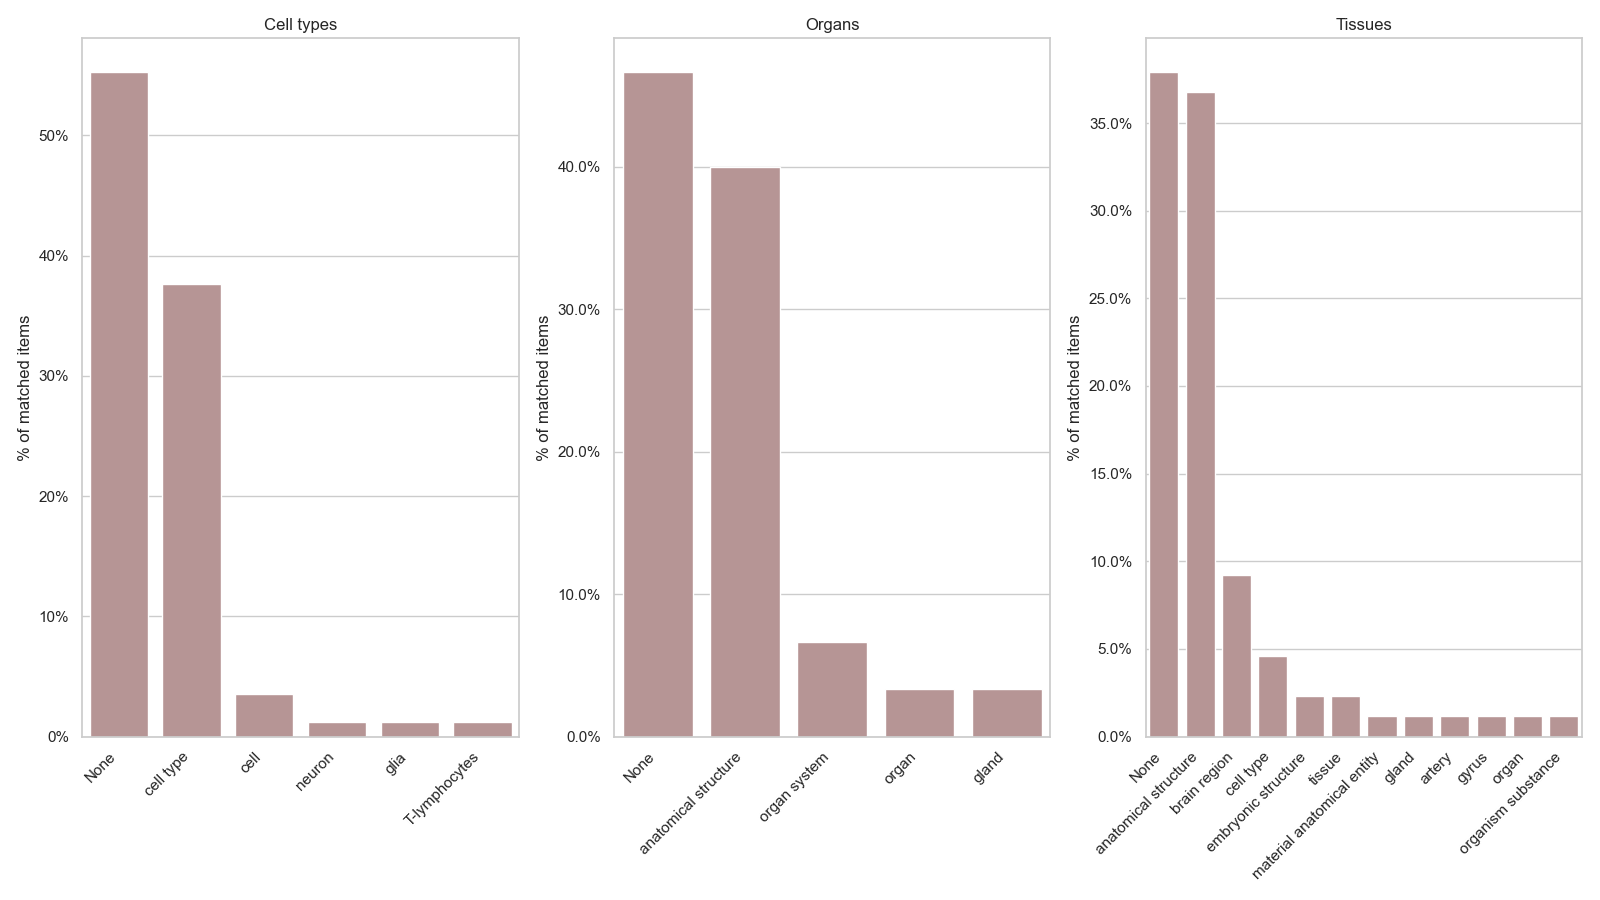 Cell types
% of matched items
50%
40%
30%
20%
10%
0%
None
cell type
cell
neuron
glia
T-lymphocytes
Organs
% of matched items
40.0%
30.0%
20.0%
10.0%
0.0%
None
anatomical structure
organ system
organ
gland
Tissues
% of matched items
35.0%
30.0%
25.0%
20.0%
15.0%
10.0%
5.0%
0.0%
None
anatomical structure
brain region
cell type
embryonic structure
tissue
material anatomical entity
gland
artery
gyrus
organ
organism substance